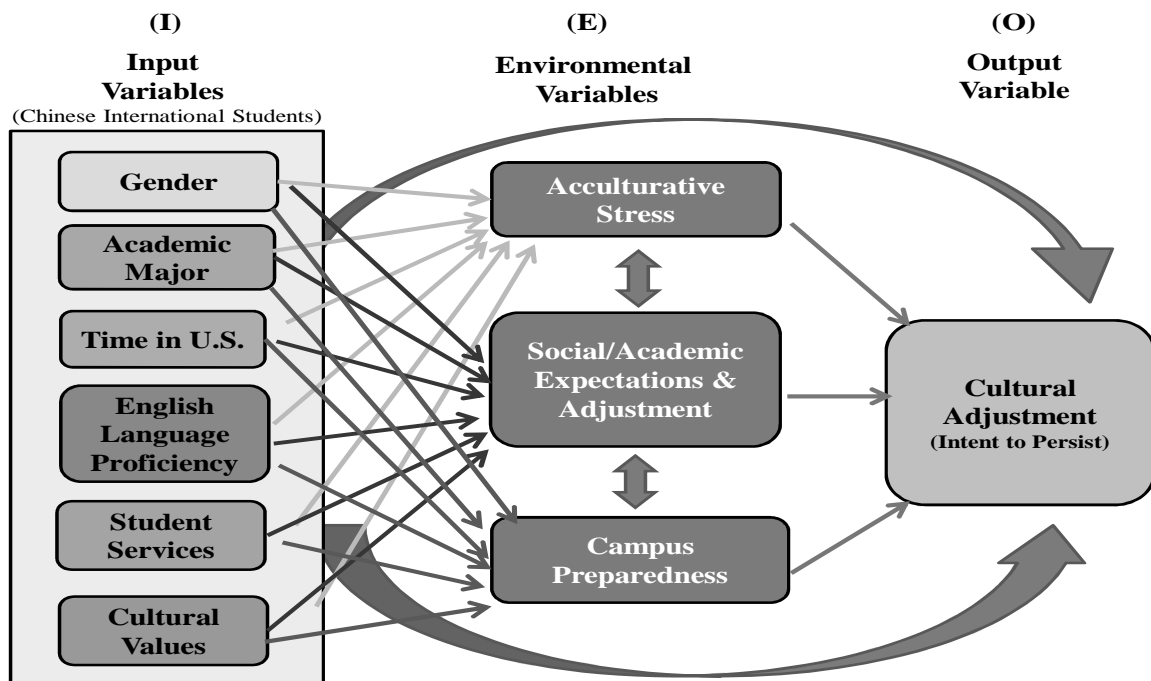 (I)
Input
Variables
(Chinese International Students)
Gender
Academic
Major
Time in U.S.
English
Language
Proficiency
Student
Services
Cultural
Values
(E)
Environmental
Variables
Acculturative
Stress
Social/Academic
Expectations &
Adjustment
Campus
Preparedness
(O)
Output
Variable
Cultural
Adjustment
(Intent to Persist)